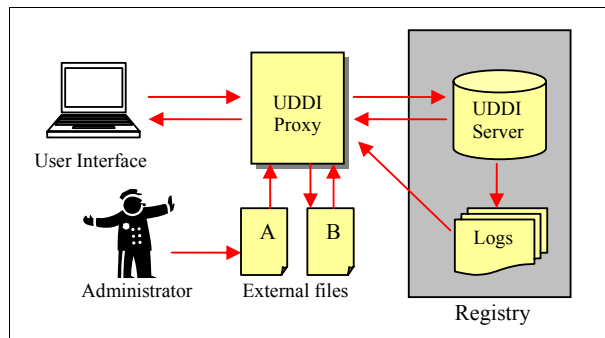 User Interface
UDDI
Proxy
UDDI
Server
A
B
Logs
Administrator
External files
Registry